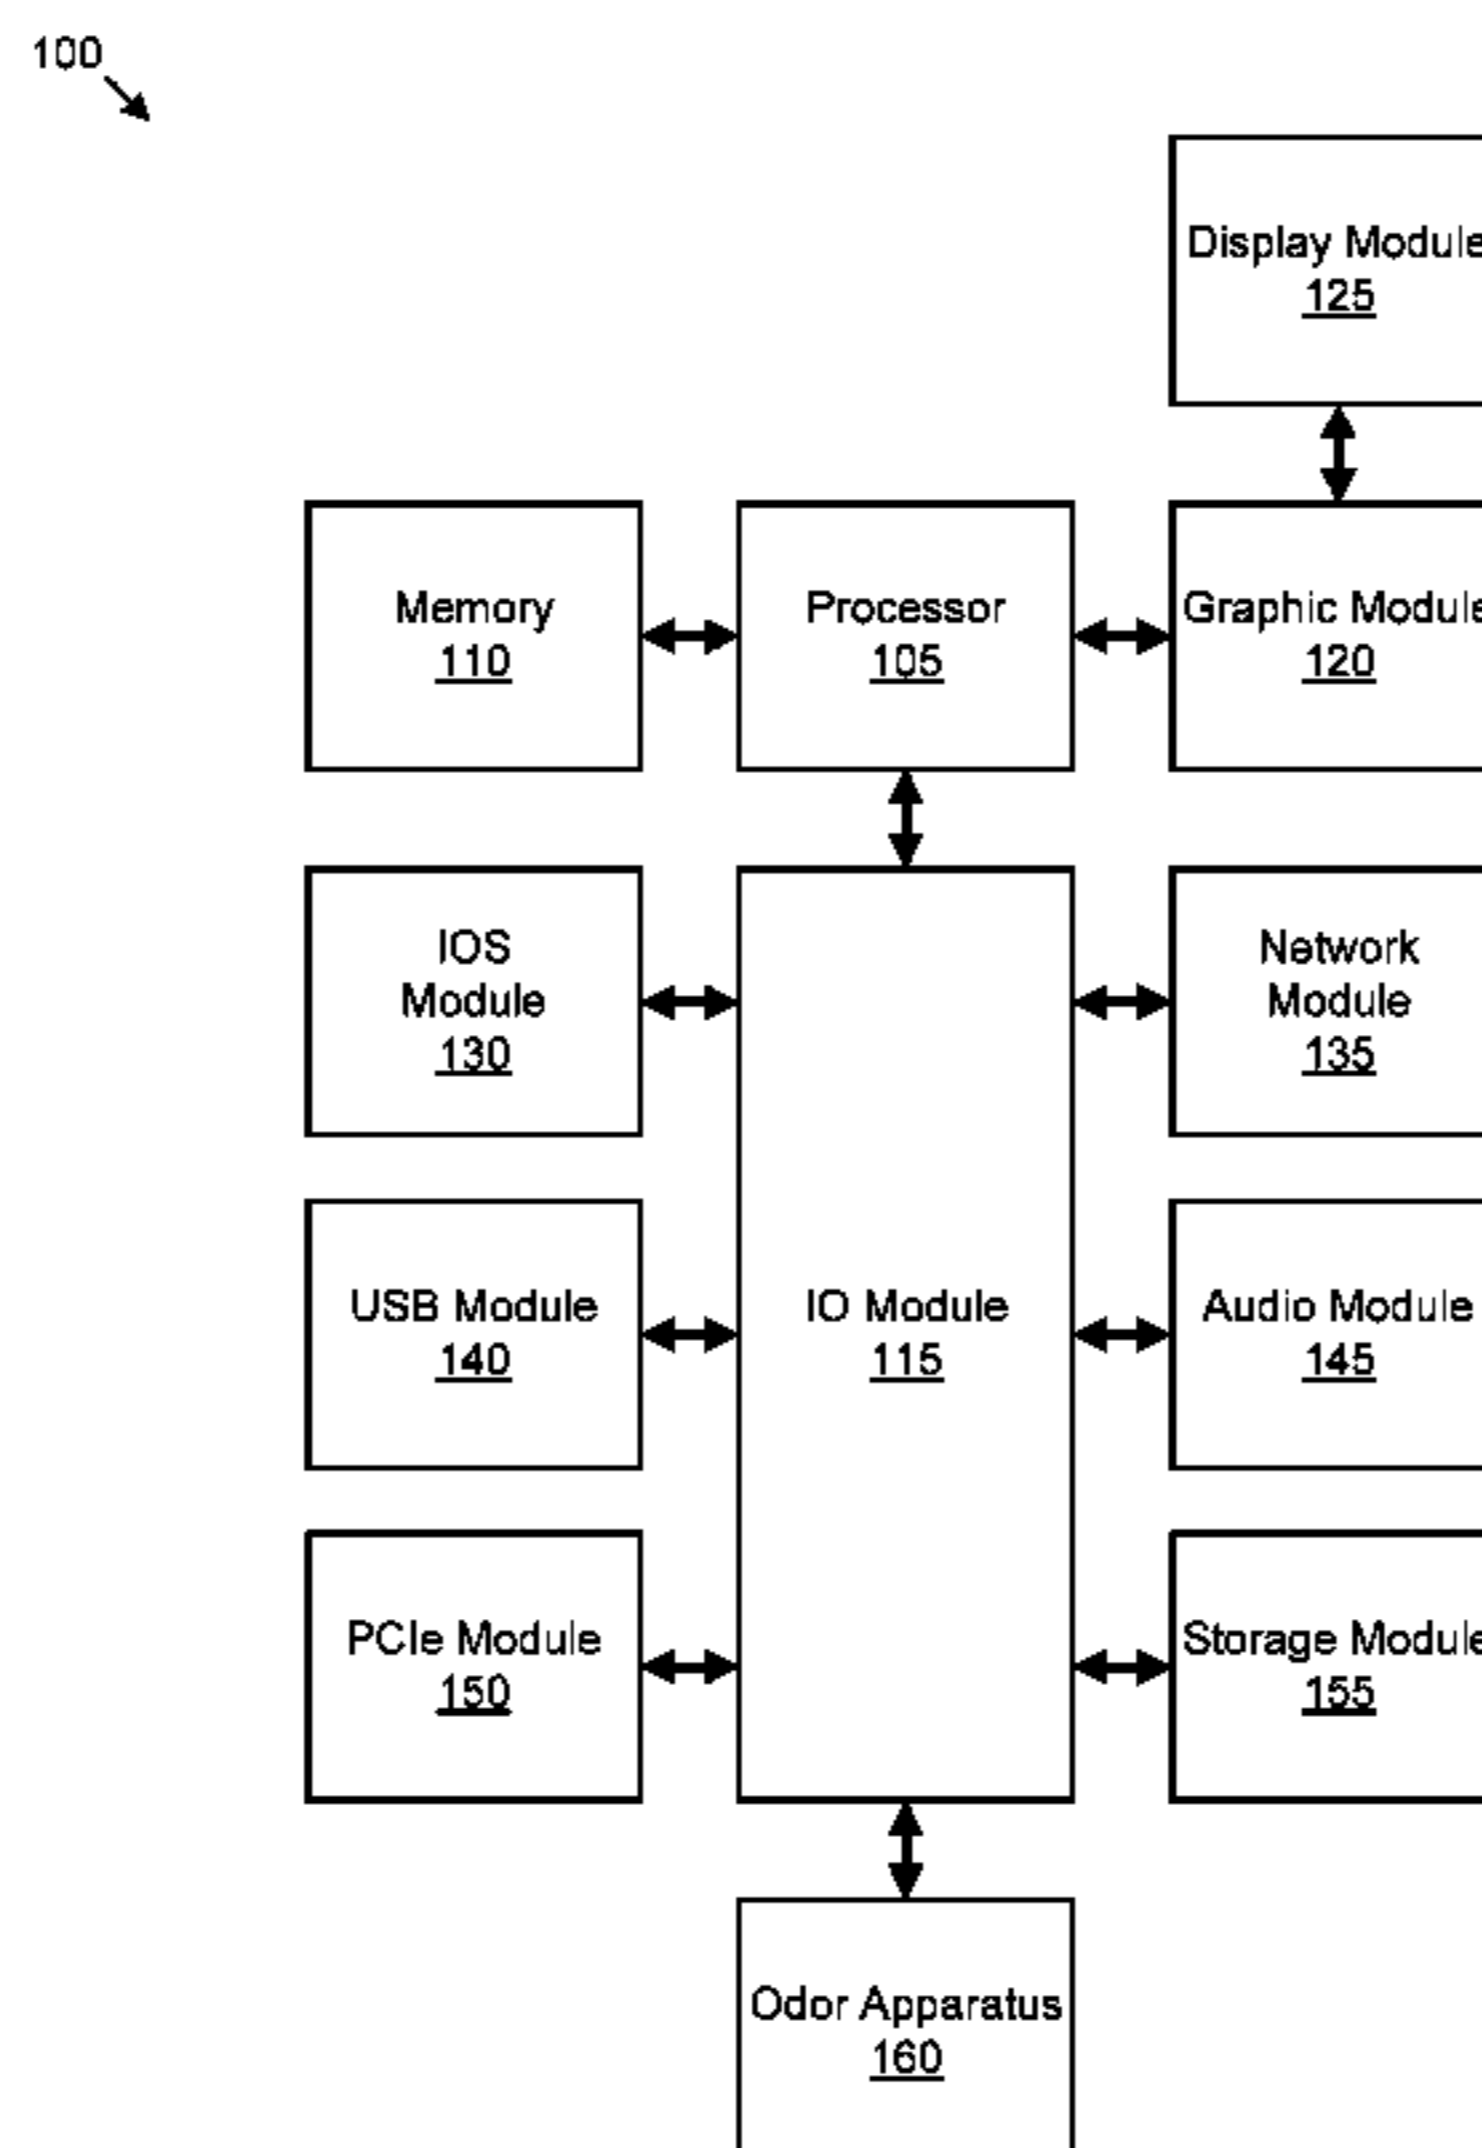 100
Display Module
125
Memory
110
Processor
105
Graphic Module
120
IOS
Module
130
Network
Module
135
USB Module
140
IO Module
115
Audio Module
145
PCIe Module
150
Storage Module
155
Odor Apparatus
160